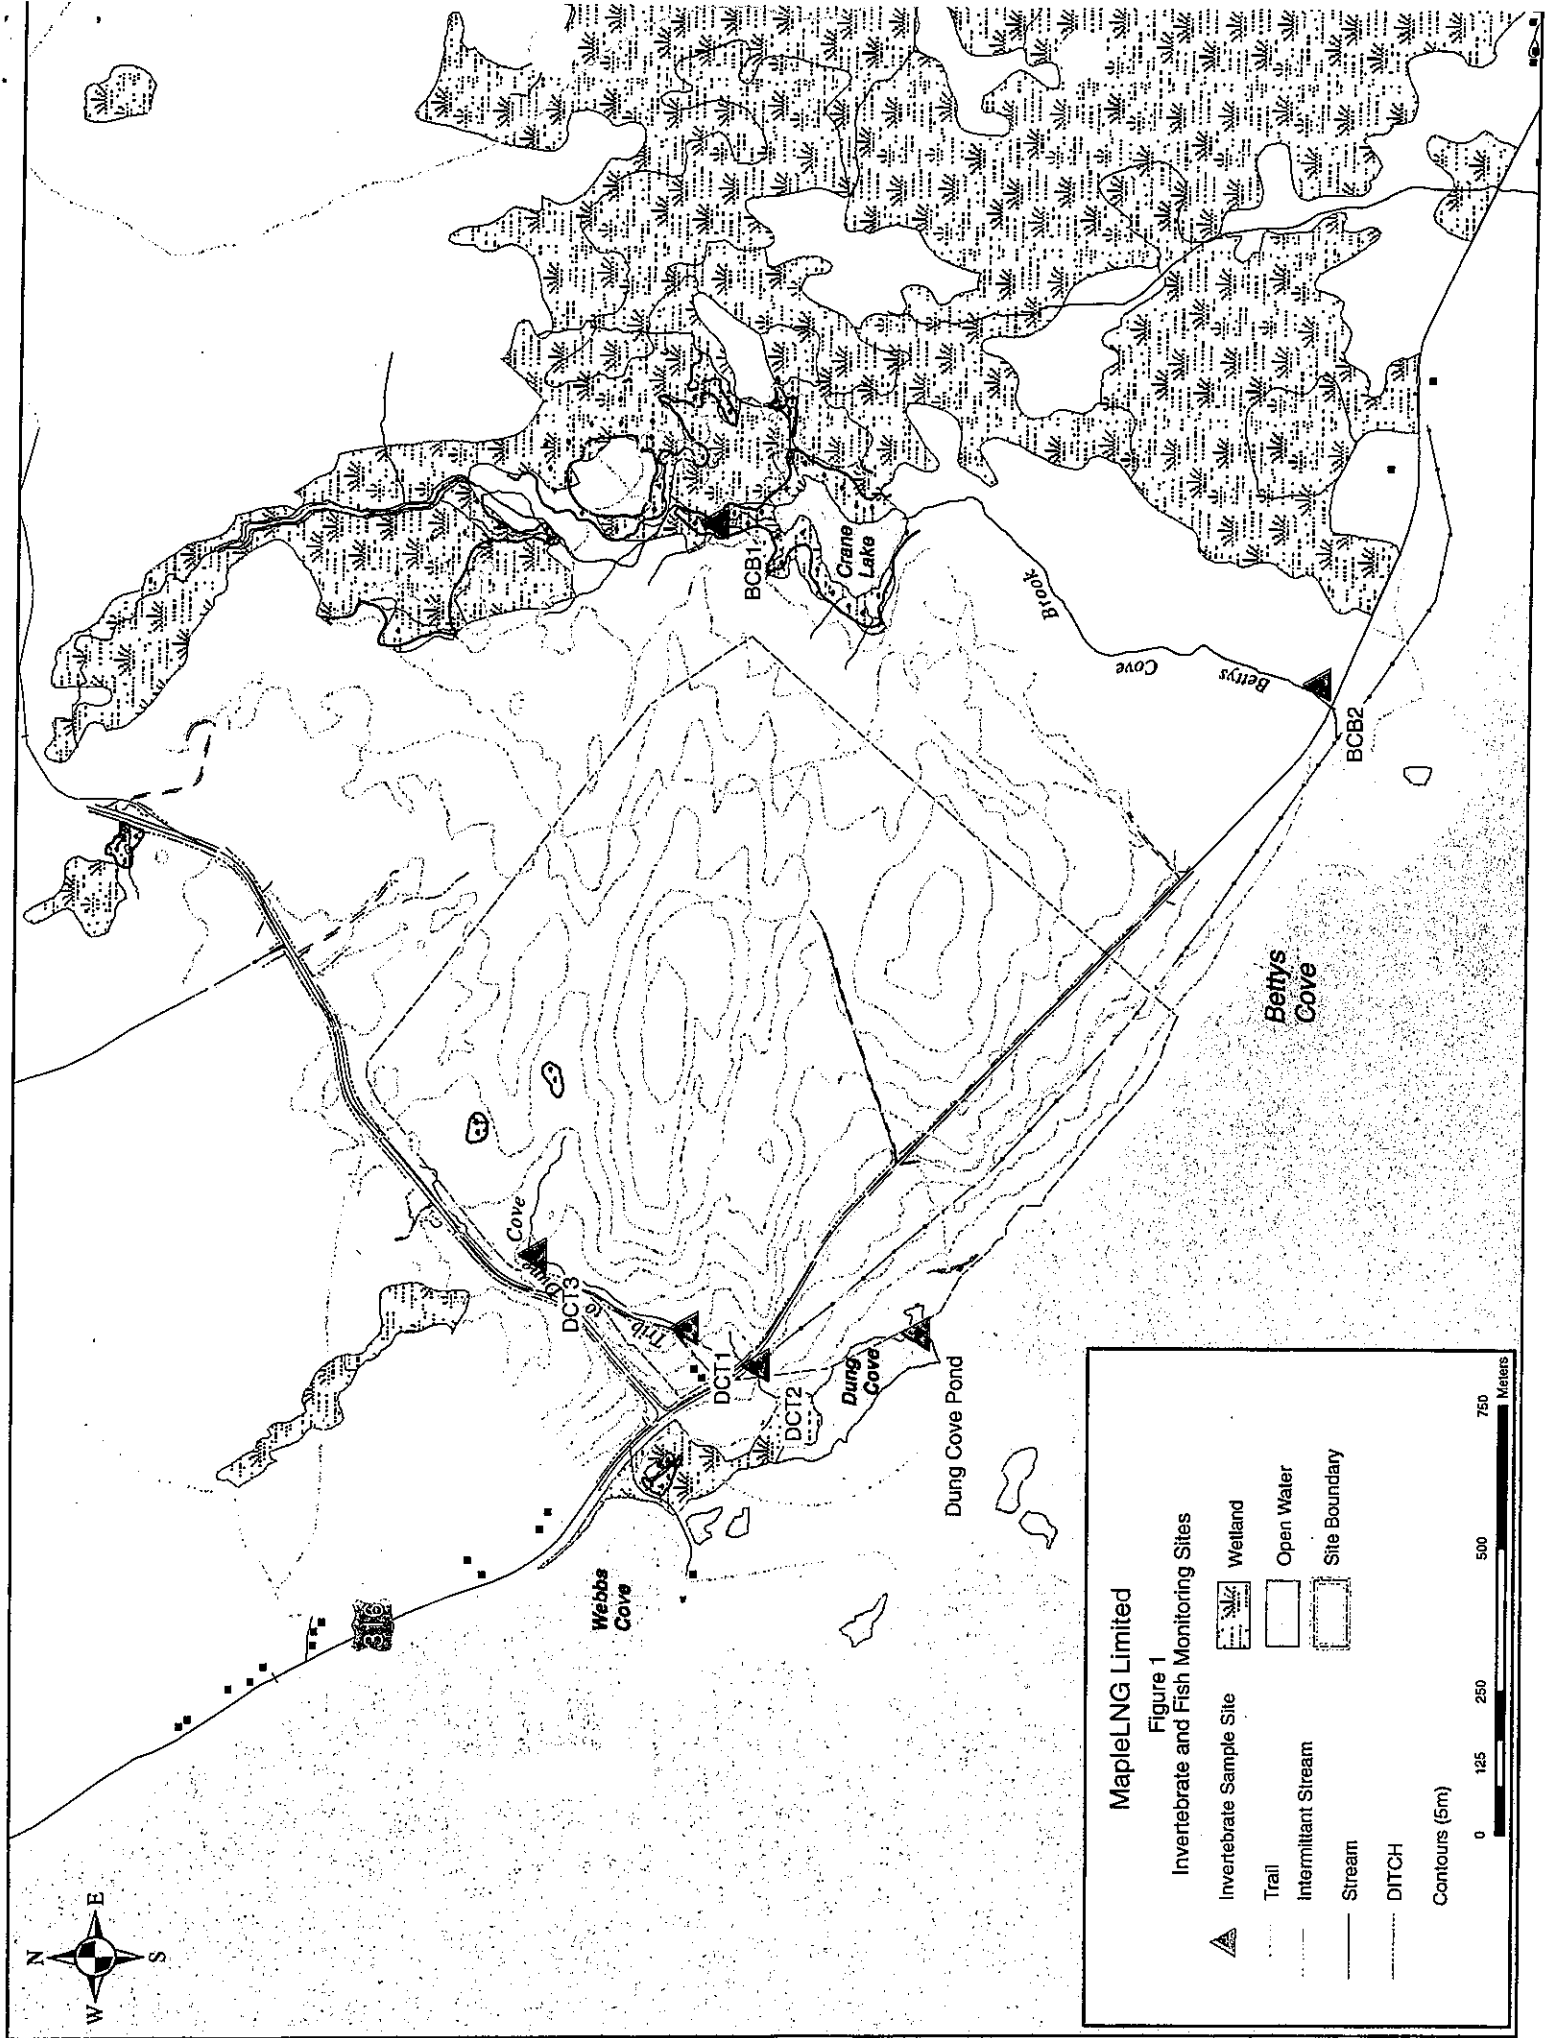 N
W E
S
316
Webbs
Cove
DCT3
Trib to Dung Cove
DCT1
DCT2
Dung
Cove
Dung Cove Pond
BCB1
Crane
Lake
Bettys Cove Brook
BCB2
Bettys
Cove
MapleLNG Limited
Figure 1
Invertebrate and Fish Monitoring Sites
Invertebrate Sample Site
Trail
Intermittant Stream
Stream
DITCH
Contours (5m)
Wetland
Open Water
Site Boundary
0 125 250 500 750
Meters